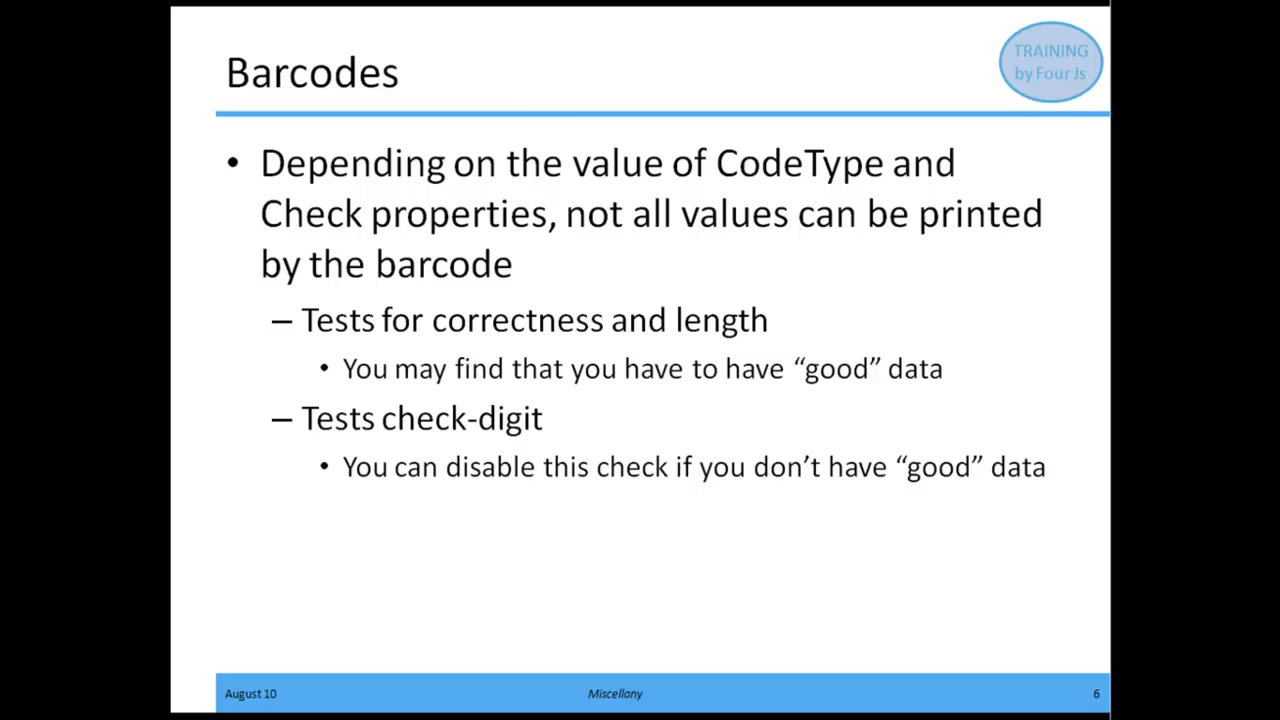 Barcodes
TRAINING
by Four Js
• Depending on the value of CodeType and
Check properties, not all values can be printed
by the barcode
– Tests for correctness and length
• You may find that you have to have “good” data
– Tests check-digit
• You can disable this check if you don’t have “good” data
August 10
Miscellany
6